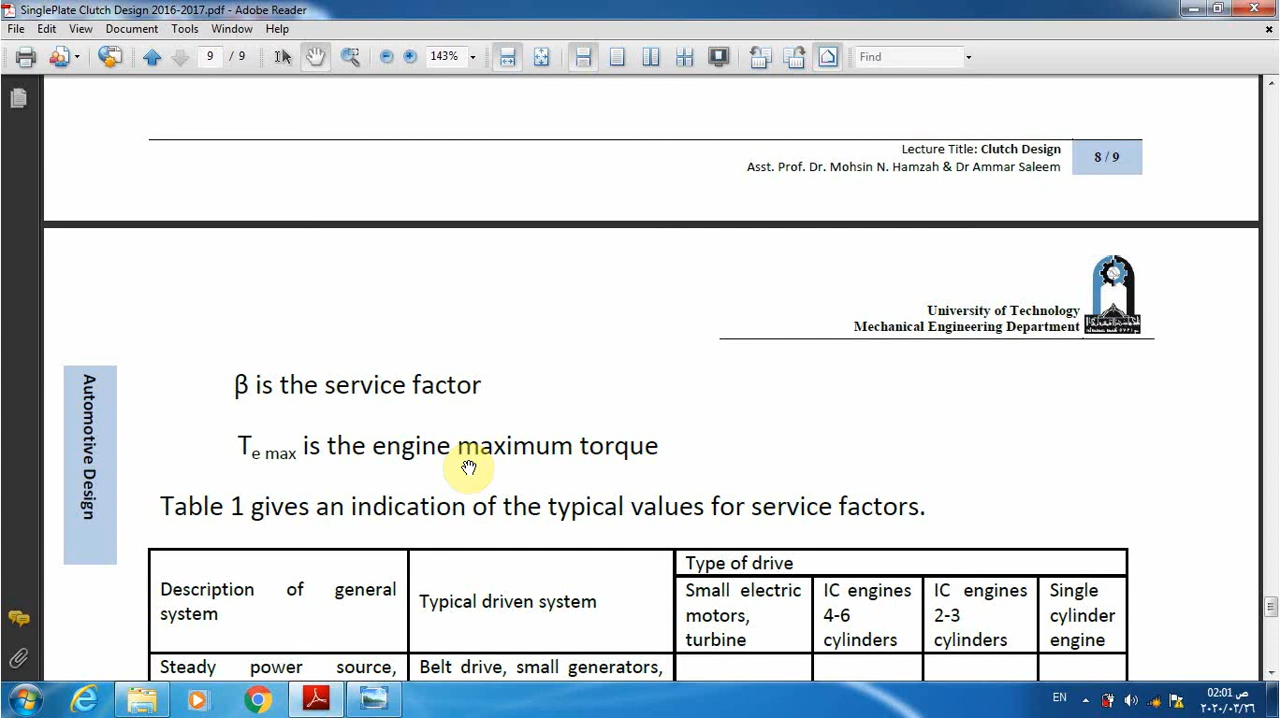 SinglePlate Clutch Design 2016-2017.pdf - Adobe Reader
File Edit View Document Tools Window Help
9 / 9 143% Find
Lecture Title: Clutch Design
8 / 9
Asst. Prof. Dr. Mohsin N. Hamzah & Dr Ammar Saleem
University of Technology
Mechanical Engineering Department
Automotive Design
β is the service factor
T e max is the engine maximum torque
Table 1 gives an indication of the typical values for service factors.
Type of drive
Description of general system
Typical driven system
Small electric motors, turbine
IC engines 4-6 cylinders
IC engines 2-3 cylinders
Single cylinder engine
Steady power source,
Belt drive, small generators,
EN
02:01 ص
٢٠٢٠/٠٣/٢٦